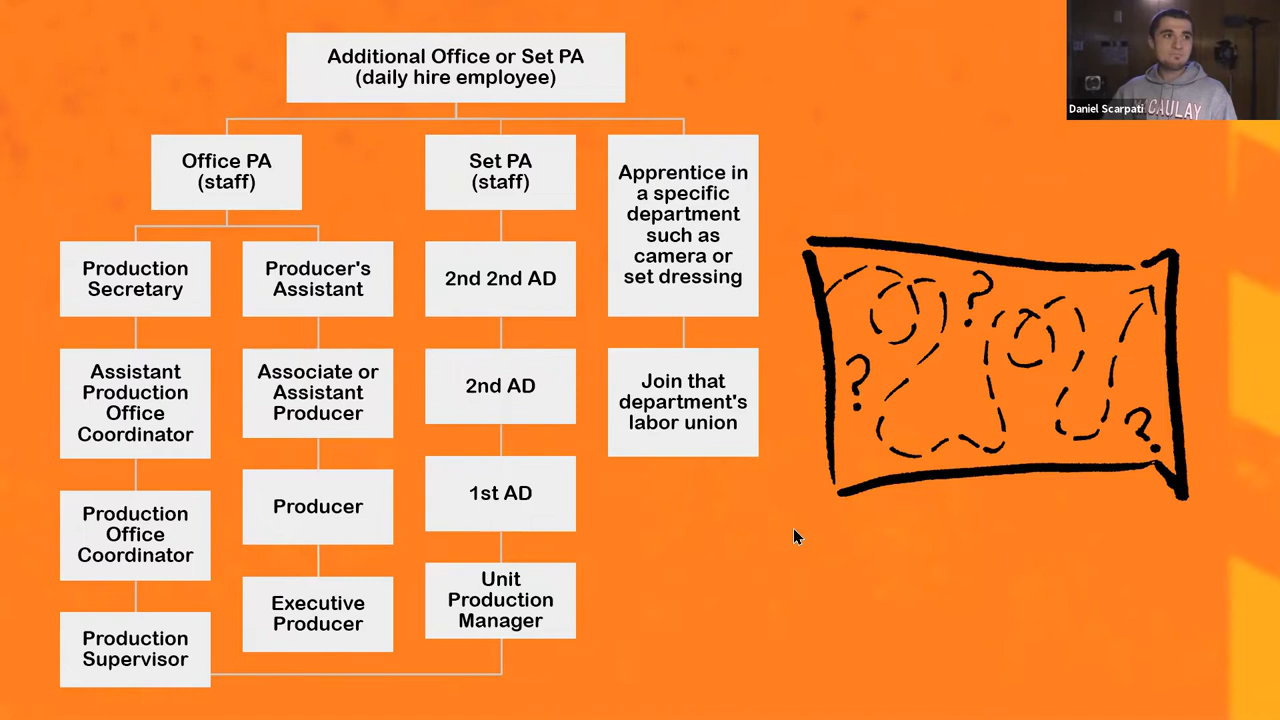 Additional Office or Set PA
(daily hire employee)
Daniel Scarpati
Office PA
(staff)
Set PA
(staff)
Apprentice in
a specific
department
such as
camera or
set dressing
Production
Secretary
Producer's
Assistant
2nd 2nd AD
Assistant
Production
Office
Coordinator
Associate or
Assistant
Producer
2nd AD
Join that
department's
labor union
Production
Office
Coordinator
Producer
1st AD
Production
Supervisor
Executive
Producer
Unit
Production
Manager
?
?
?